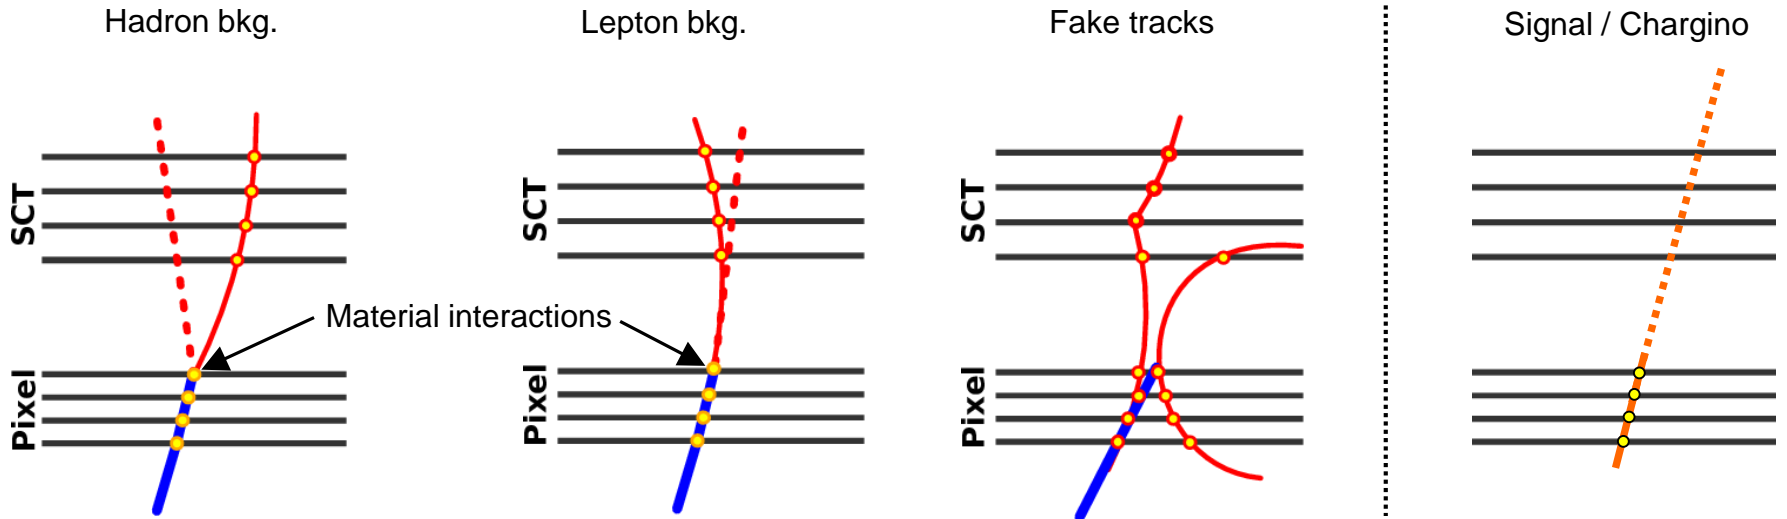 Hadron bkg.
Lepton bkg.
Fake tracks
Signal / Chargino
SCT
SCT
SCT
Material interactions
Pixel
Pixel
Pixel